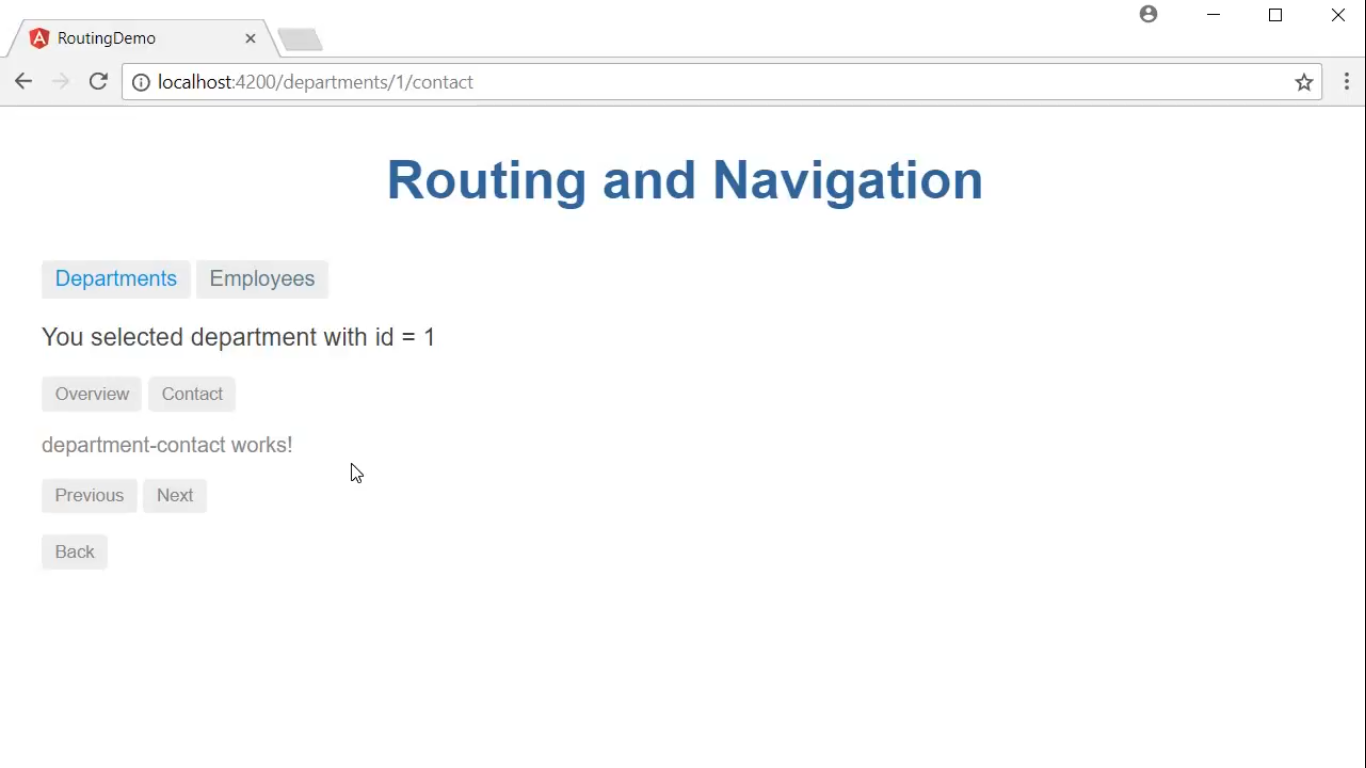 RoutingDemo
localhost:4200/departments/1/contact
Routing and Navigation
Departments Employees
You selected department with id = 1
Overview Contact
department-contact works!
Previous Next
Back